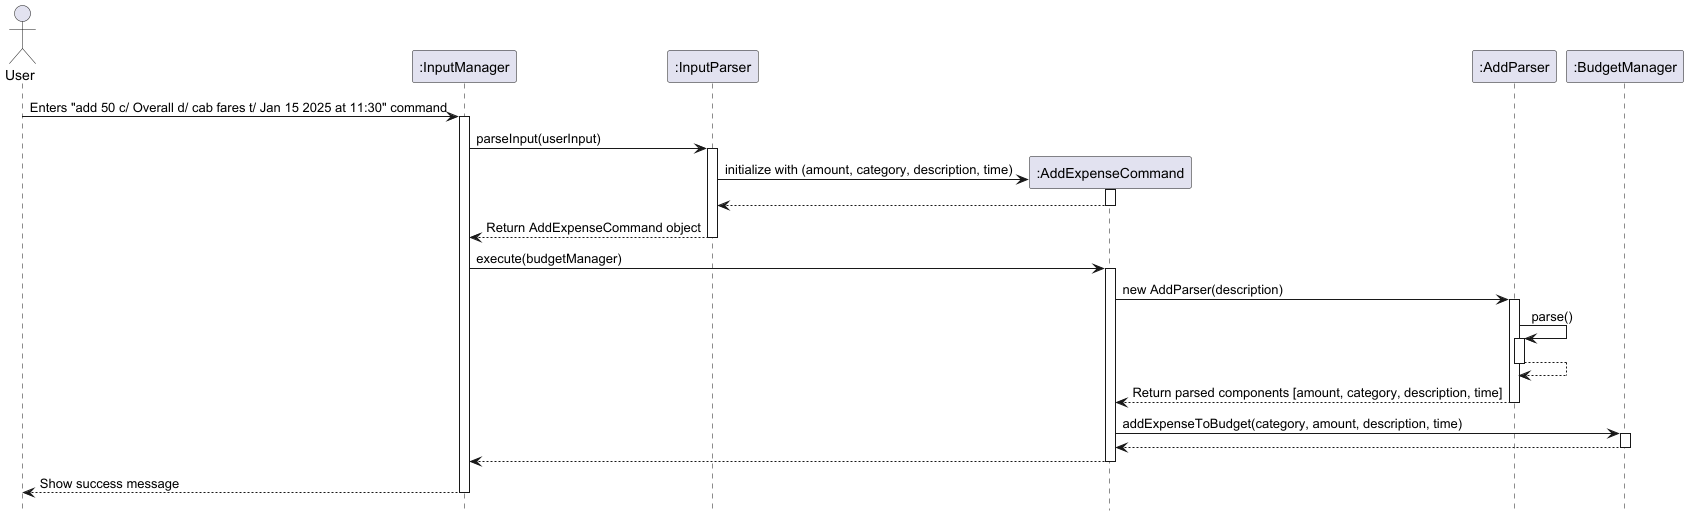 User
:InputManager
:InputParser
:AddParser
:BudgetManager
Enters "add 50 c/ Overall d/ cab fares t/ Jan 15 2025 at 11:30" command
parseInput(userInput)
initialize with (amount, category, description, time)
:AddExpenseCommand
Return AddExpenseCommand object
execute(budgetManager)
new AddParser(description)
parse()
Return parsed components [amount, category, description, time]
addExpenseToBudget(category, amount, description, time)
Show success message